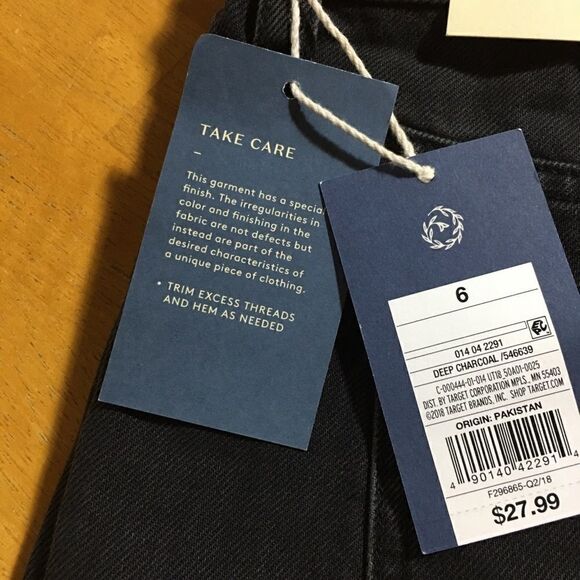 TAKE CARE
–
This garment has a special
finish. The irregularities in
color and finishing in the
fabric are not defects but
instead are part of the
desired characteristics of
a unique piece of clothing.
• TRIM EXCESS THREADS
AND HEM AS NEEDED
6
014 04 2291
DEEP CHARCOAL /546639
C-000444-01-014 UT18 50A01-0025
DIST. BY TARGET CORPORATION MPLS., MN 55403
©2018 TARGET BRANDS, INC. SHOP TARGET.COM
ORIGIN: PAKISTAN
4 90140 42291 4
F296865-Q2/18
$27.99